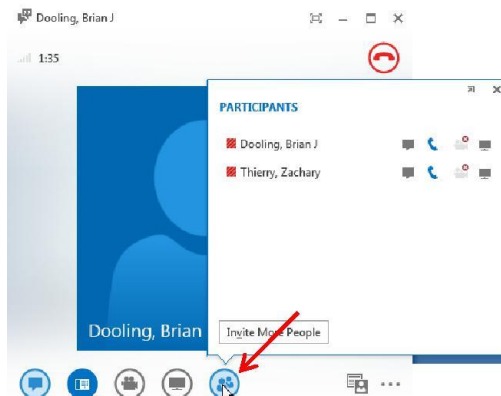 Dooling, Brian J
1:35
PARTICIPANTS
Dooling, Brian J
Thierry, Zachary
Dooling, Brian
Invite More People